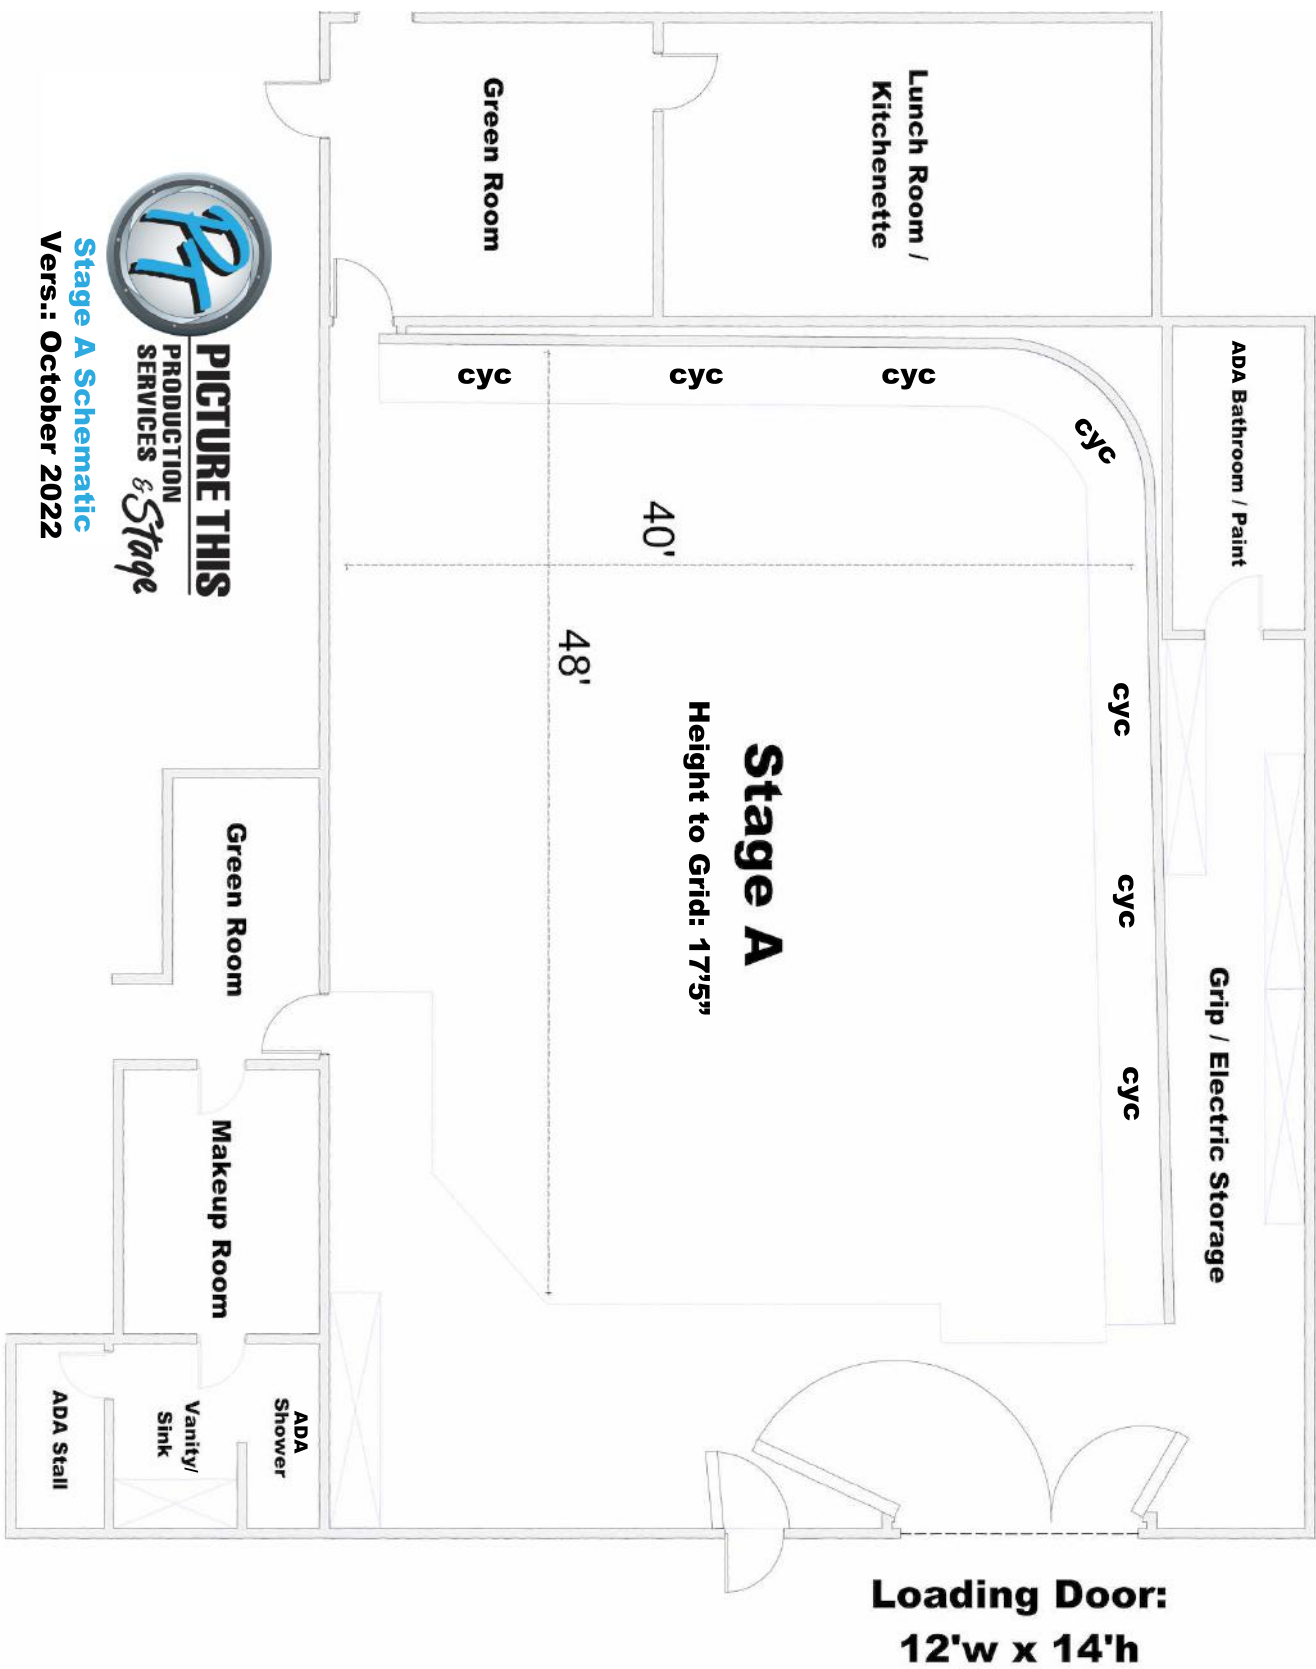 Lunch Room /
Kitchenette
Green Room
PT
PICTURE THIS
PRODUCTION
SERVICES & Stage
Stage A Schematic
Vers.: October 2022
ADA Bathroom / Paint
cyc
cyc
cyc
cyc
cyc
cyc
cyc
40'
48'
Stage A
Height to Grid: 17'5"
Grip / Electric Storage
Green Room
Makeup Room
ADA
Shower
Vanity/
Sink
ADA Stall
Loading Door:
12'w x 14'h